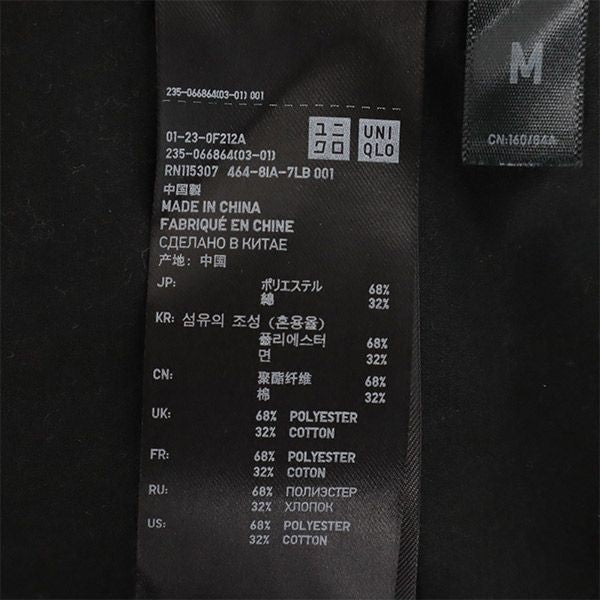 235-066864(03-01) 001
01-23-0F212A
235-066864(03-01)
RN115307 464-8IA-7LB 001
ユニ
クロ
UNI
QLO
中国製
MADE IN CHINA
FABRIQUÉ EN CHINE
СДЕЛАНО В КИТАЕ
产地: 中国
JP: ポリエステル 68%
綿 32%
KR: 섬유의 조성 (혼용율)
폴리에스터 68%
면 32%
CN: 聚酯纤维 68%
棉 32%
UK: 68% POLYESTER
32% COTTON
FR: 68% POLYESTER
32% COTON
RU: 68% ПОЛИЭСТЕР
32% ХЛОПОК
US: 68% POLYESTER
32% COTTON
M
CN:160/84A